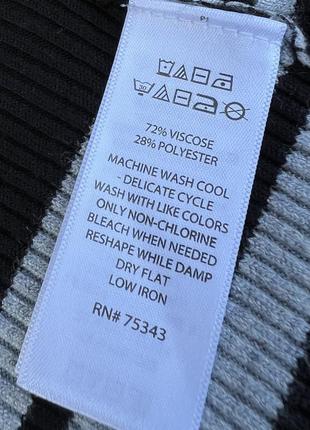 72% VISCOSE
28% POLYESTER
MACHINE WASH COOL
- DELICATE CYCLE
WASH WITH LIKE COLORS
ONLY NON-CHLORINE
BLEACH WHEN NEEDED
RESHAPE WHILE DAMP
DRY FLAT
LOW IRON
RN# 75343